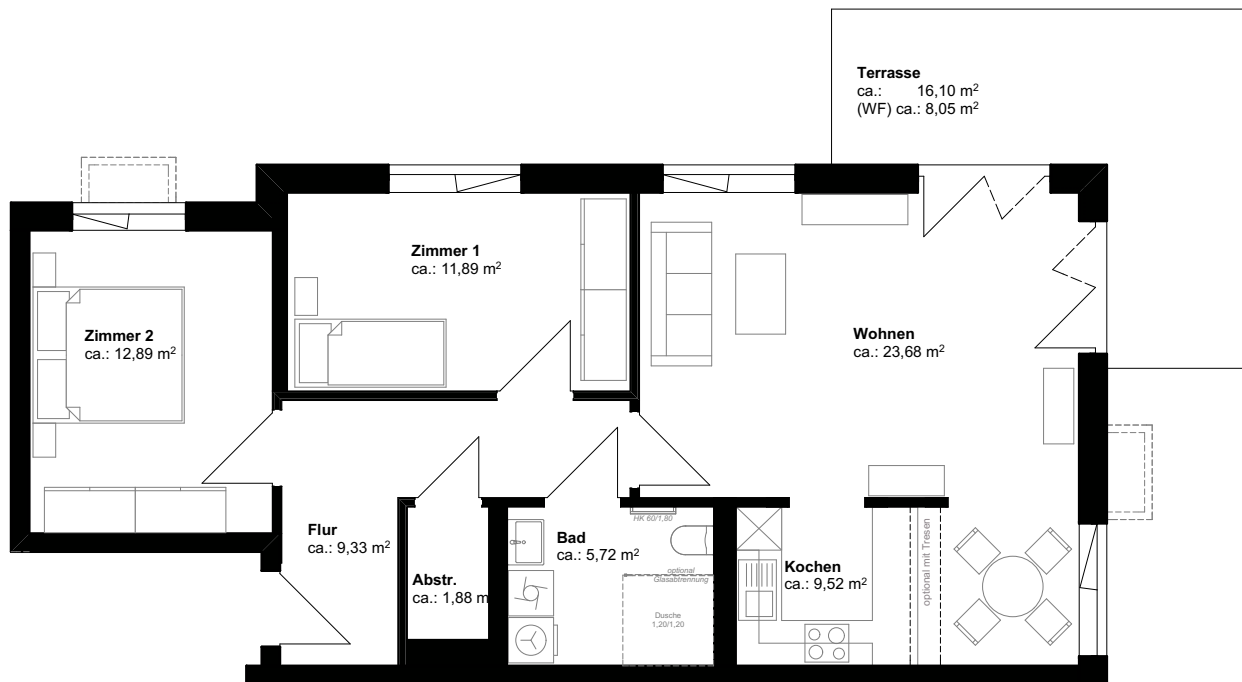 Terrasse
ca.: 16,10 m²
(WF) ca.: 8,05 m²
Zimmer 1
ca.: 11,89 m²
Zimmer 2
ca.: 12,89 m²
Wohnen
ca.: 23,68 m²
Flur
ca.: 9,33 m²
Abstr.
ca.: 1,88 m
HK 60/1,80
Bad
ca.: 5,72 m²
optional
Glasabtrennung
Dusche
1,20/1,20
Kochen
ca.: 9,52 m²
optional mit Tresen